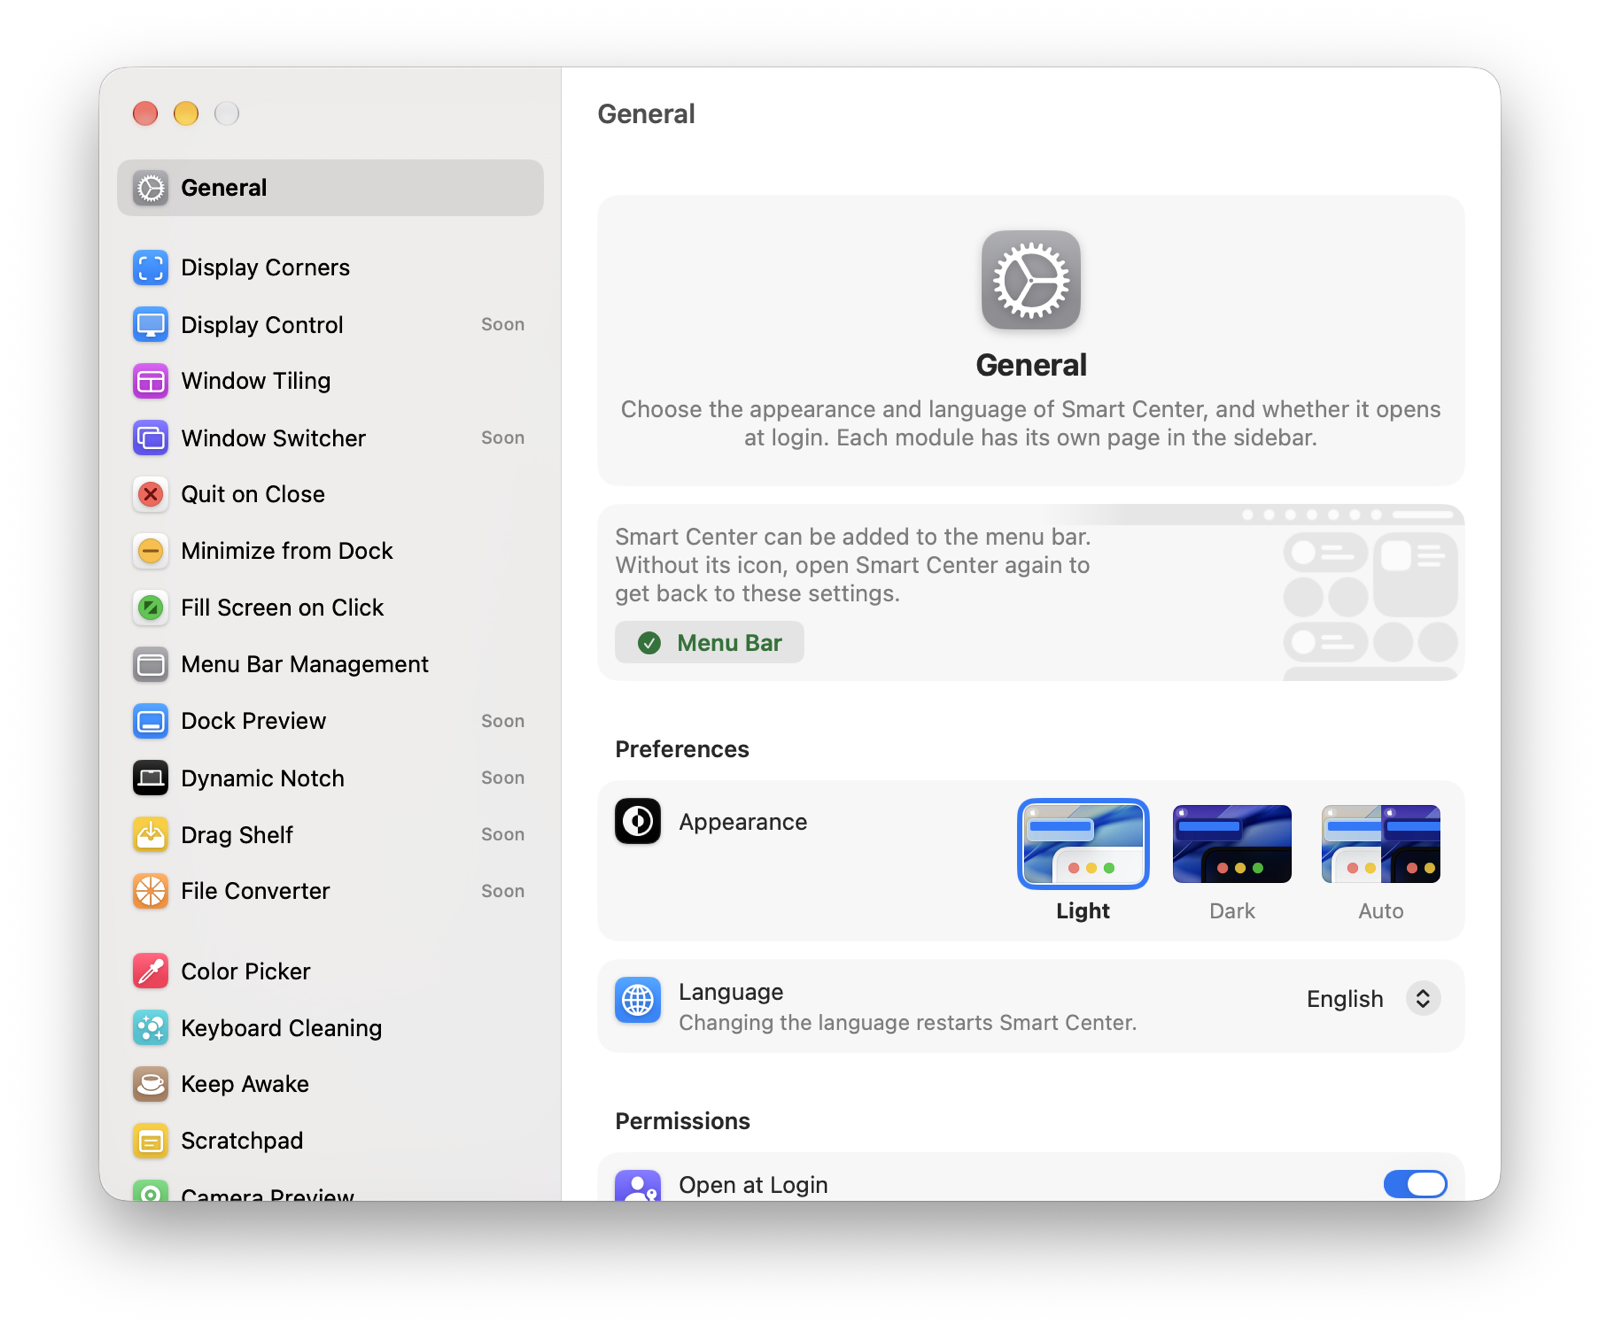 General
Display Corners
Display Control Soon
Window Tiling
Window Switcher Soon
Quit on Close
Minimize from Dock
Fill Screen on Click
Menu Bar Management
Dock Preview Soon
Dynamic Notch Soon
Drag Shelf Soon
File Converter Soon
Color Picker
Keyboard Cleaning
Keep Awake
Scratchpad
Camera Preview
General
General
Choose the appearance and language of Smart Center, and whether it opens
at login. Each module has its own page in the sidebar.
Smart Center can be added to the menu bar.
Without its icon, open Smart Center again to
get back to these settings.
Menu Bar
Preferences
Appearance
Light Dark Auto
Language
Changing the language restarts Smart Center.
English
Permissions
Open at Login